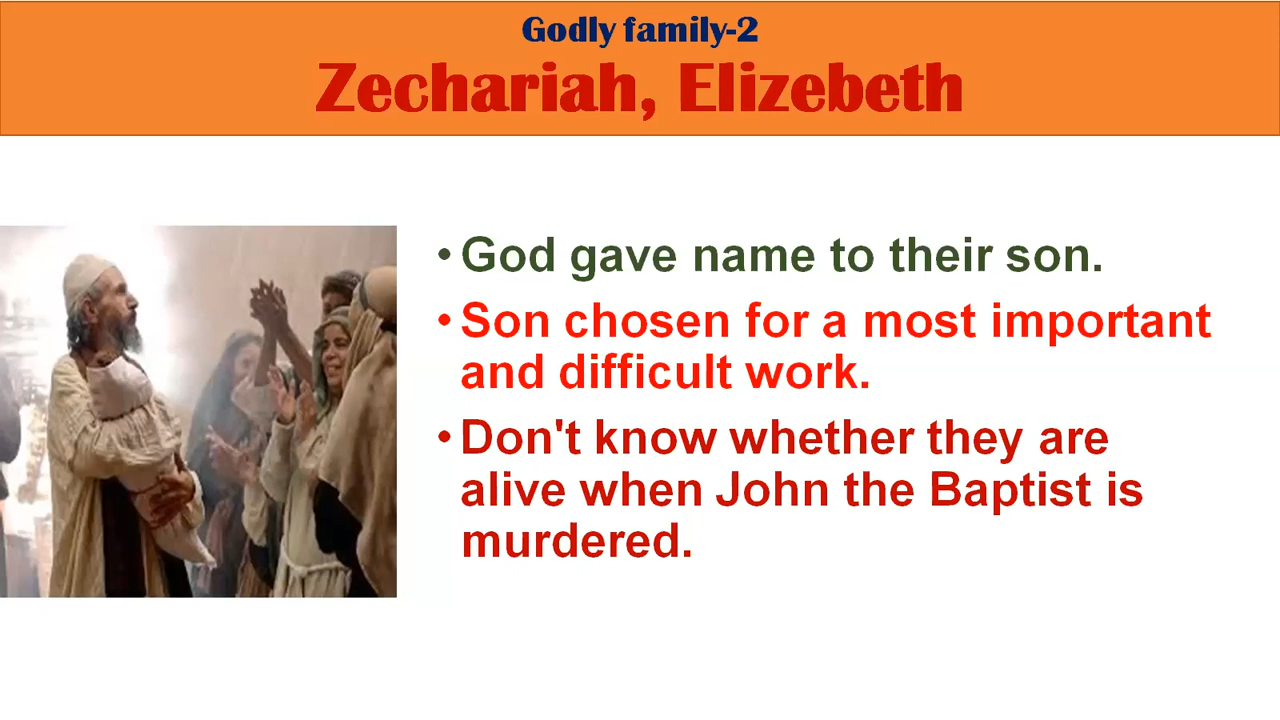 Godly family-2
Zechariah, Elizebeth
• God gave name to their son.
• Son chosen for a most important
and difficult work.
• Don't know whether they are
alive when John the Baptist is
murdered.